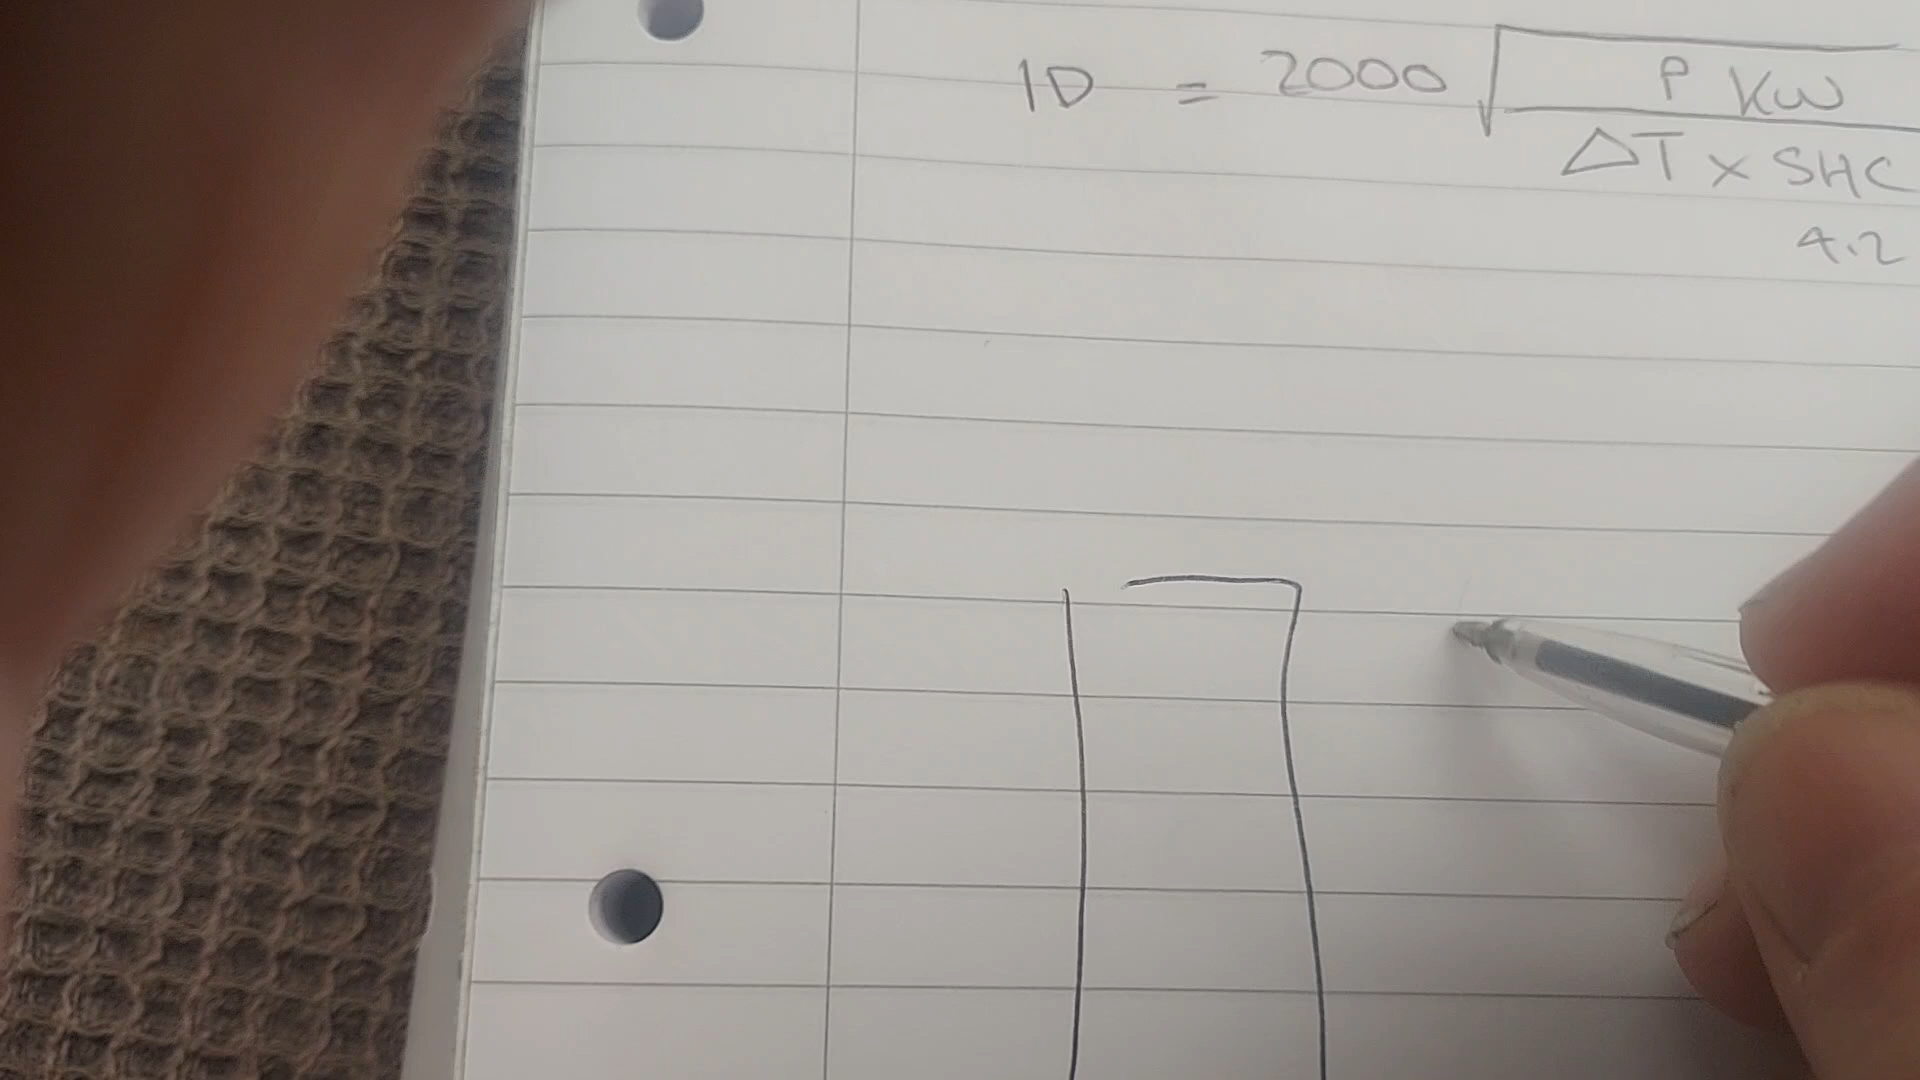 ID = 2000 √ P KW
ΔT x SHC
4.2